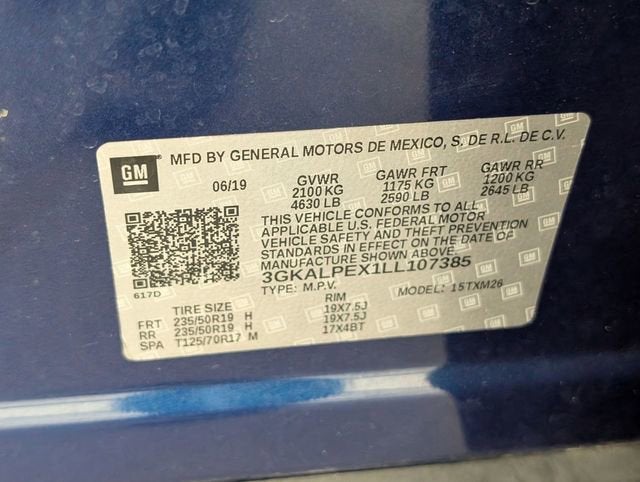 GM
MFD BY GENERAL MOTORS DE MEXICO, S. DE R.L. DE C.V.
06/19 GVWR GAWR FRT GAWR RR
2100 KG 1175 KG 1200 KG
4630 LB 2590 LB 2645 LB
THIS VEHICLE CONFORMS TO ALL
APPLICABLE U.S. FEDERAL MOTOR
VEHICLE SAFETY AND THEFT PREVENTION
STANDARDS IN EFFECT ON THE DATE OF
MANUFACTURE SHOWN ABOVE.
3GKALPEX1LL107385
617D TYPE: M.P.V. MODEL: 15TXM26
TIRE SIZE RIM
FRT 235/50R19 H 19X7.5J
RR 235/50R19 H 19X7.5J
SPA T125/70R17 M 17X4BT